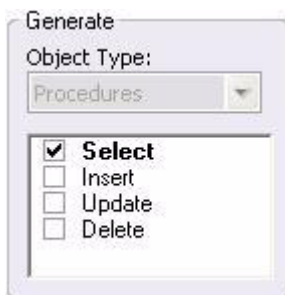 Generate
Object Type:
Procedures
Select
Insert
Update
Delete